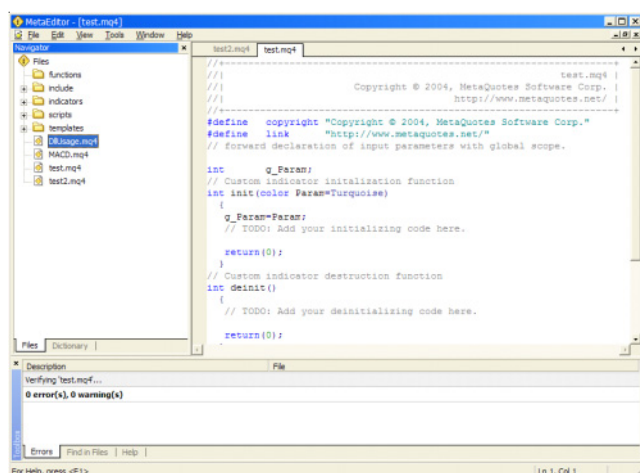 MetaEditor - [test.mq4]
File Edit View Tools Window Help
Navigator
Files
functions
include
indicators
scripts
templates
DllUsage.mq4
MACD.mq4
test.mq4
test2.mq4
Files Dictionary
test2.mq4 test.mq4
//+------------------------------------------------------------------+
//| test.mq4 |
//| Copyright © 2004, MetaQuotes Software Corp. |
//| http://www.metaquotes.net/ |
//+------------------------------------------------------------------+
#define copyright "Copyright © 2004, MetaQuotes Software Corp."
#define link "http://www.metaquotes.net/"
// forward declaration of input parameters with global scope.
int g_Param;
// Custom indicator initalization function
int init(color Param=Turquoise)
{
g_Param=Param;
// TODO: Add your initializing code here.
return(0);
}
// Custom indicator destruction function
int deinit()
{
// TODO: Add your deinitializing code here.
return(0);
Description File
Verifying 'test.mq4'...
0 error(s), 0 warning(s)
Toolbox
Errors Find in Files Help
For Help, press <F1> Ln 1, Col 1